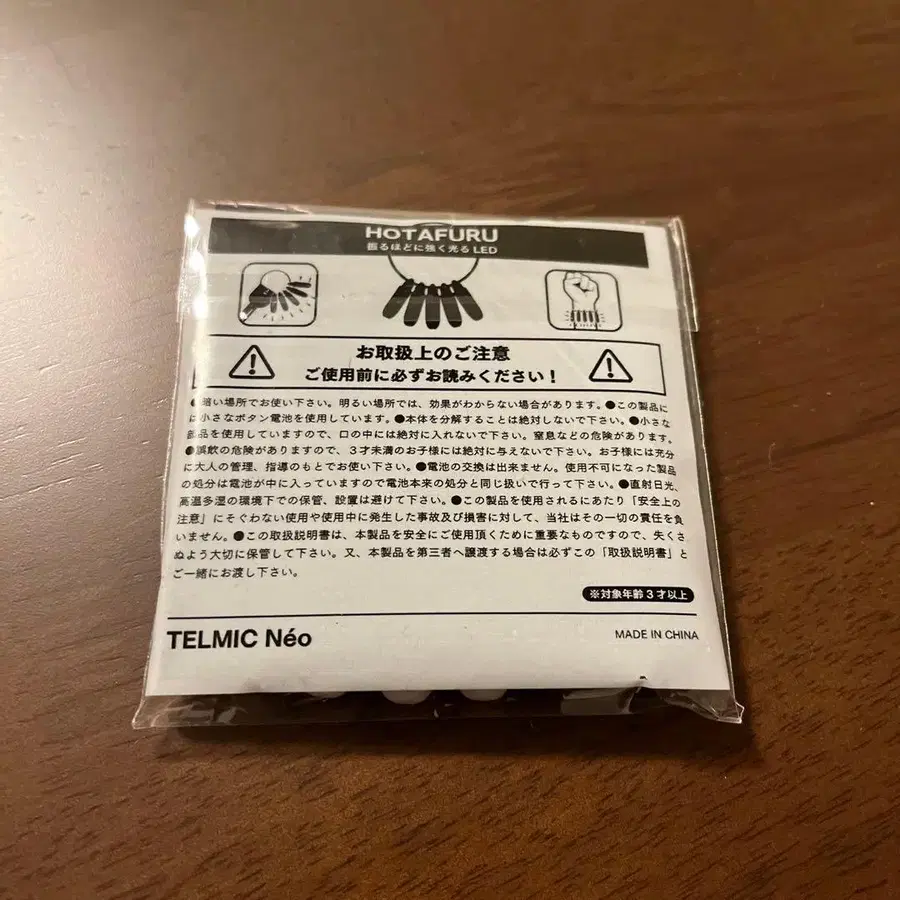 HOTAFURU
振るほどに強く光るLED
お取扱上のご注意
ご使用前に必ずお読みください！
●暗い場所でお使い下さい。明るい場所では、効果がわからない場合があります。●この製品に
は小さなボタン電池を使用しています。●本体を分解することは絶対しないで下さい。●小さな
部品を使用していますので、口の中には絶対に入れないで下さい。窒息などの危険があります。
●誤飲の危険がありますので、3才未満のお子様には絶対に与えないで下さい。お子様には充分
に大人の管理、指導のもとでお使い下さい。●電池の交換は出来ません。使用不可になった製品
の処分は電池が中に入っていますので電池本来の処分と同じ扱いで行って下さい。●直射日光、
高温多湿の環境下での保管、設置は避けて下さい。●この製品を使用されるにあたり「安全上の
注意」にそぐわない使用や使用中に発生した事故及び損害に対して、当社はその一切の責任を負
いません。●この取扱説明書は、本製品を安全にご使用頂くために重要なものですので、失くさ
ぬよう大切に保管して下さい。又、本製品を第三者へ譲渡する場合は必ずこの「取扱説明書」と
ご一緒にお渡し下さい。
※対象年齢3才以上
TELMIC Néo
MADE IN CHINA